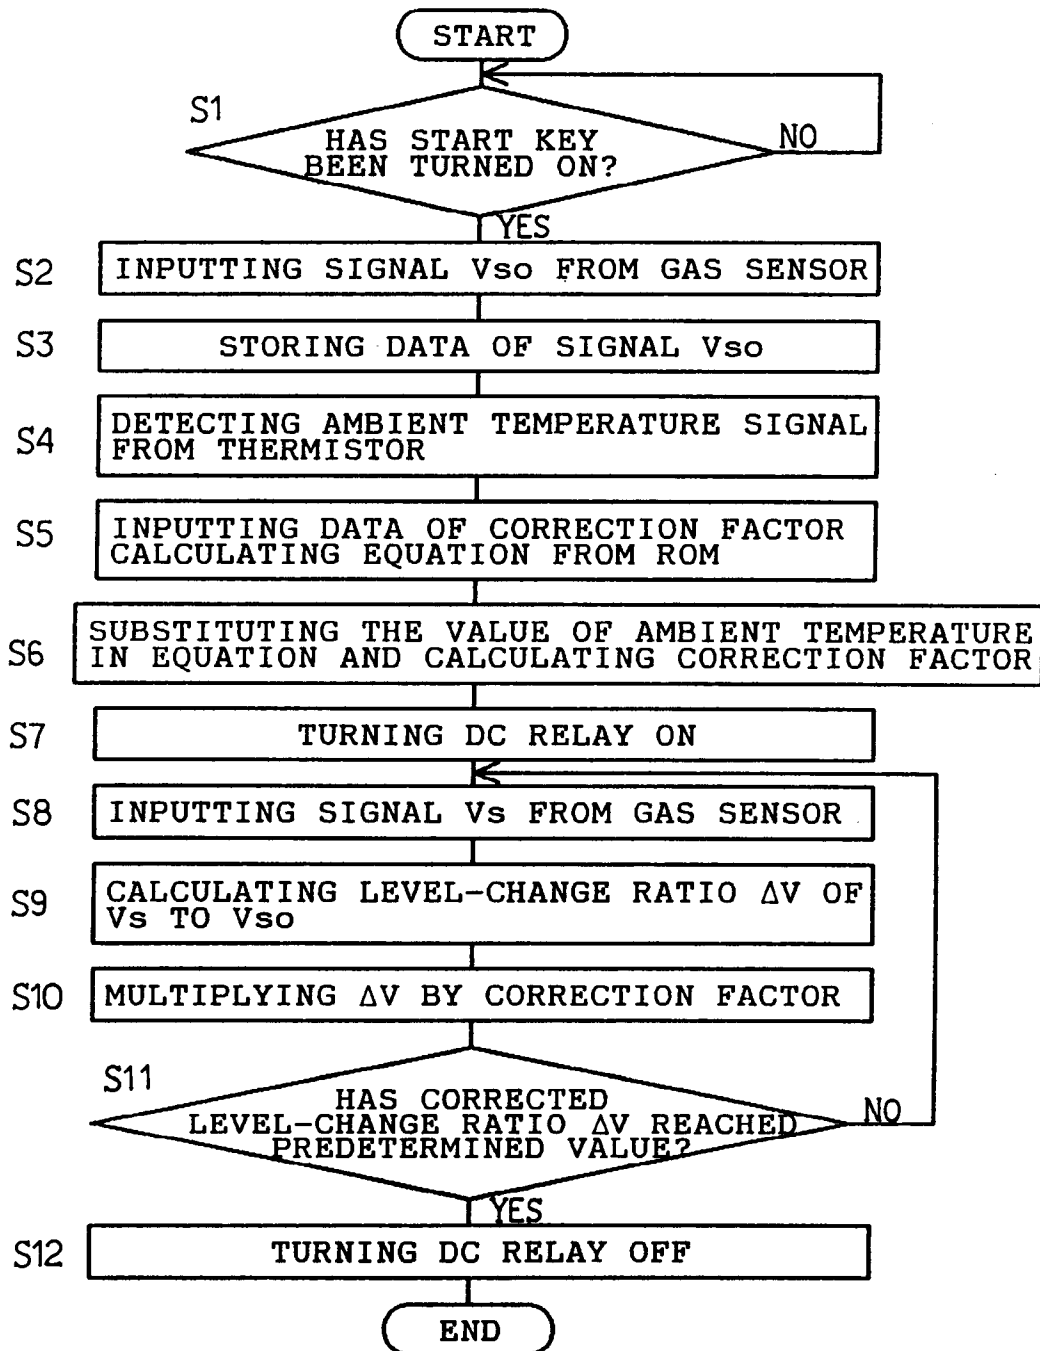 START
S1
HAS START KEY
BEEN TURNED ON?
NO
YES
S2
INPUTTING SIGNAL Vso FROM GAS SENSOR
S3
STORING DATA OF SIGNAL Vso
S4
DETECTING AMBIENT TEMPERATURE SIGNAL
FROM THERMISTOR
S5
INPUTTING DATA OF CORRECTION FACTOR
CALCULATING EQUATION FROM ROM
S6
SUBSTITUTING THE VALUE OF AMBIENT TEMPERATURE
IN EQUATION AND CALCULATING CORRECTION FACTOR
S7
TURNING DC RELAY ON
S8
INPUTTING SIGNAL Vs FROM GAS SENSOR
S9
CALCULATING LEVEL-CHANGE RATIO ΔV OF
Vs TO Vso
S10
MULTIPLYING ΔV BY CORRECTION FACTOR
S11
HAS CORRECTED
LEVEL-CHANGE RATIO ΔV REACHED
PREDETERMINED VALUE?
NO
YES
S12
TURNING DC RELAY OFF
END